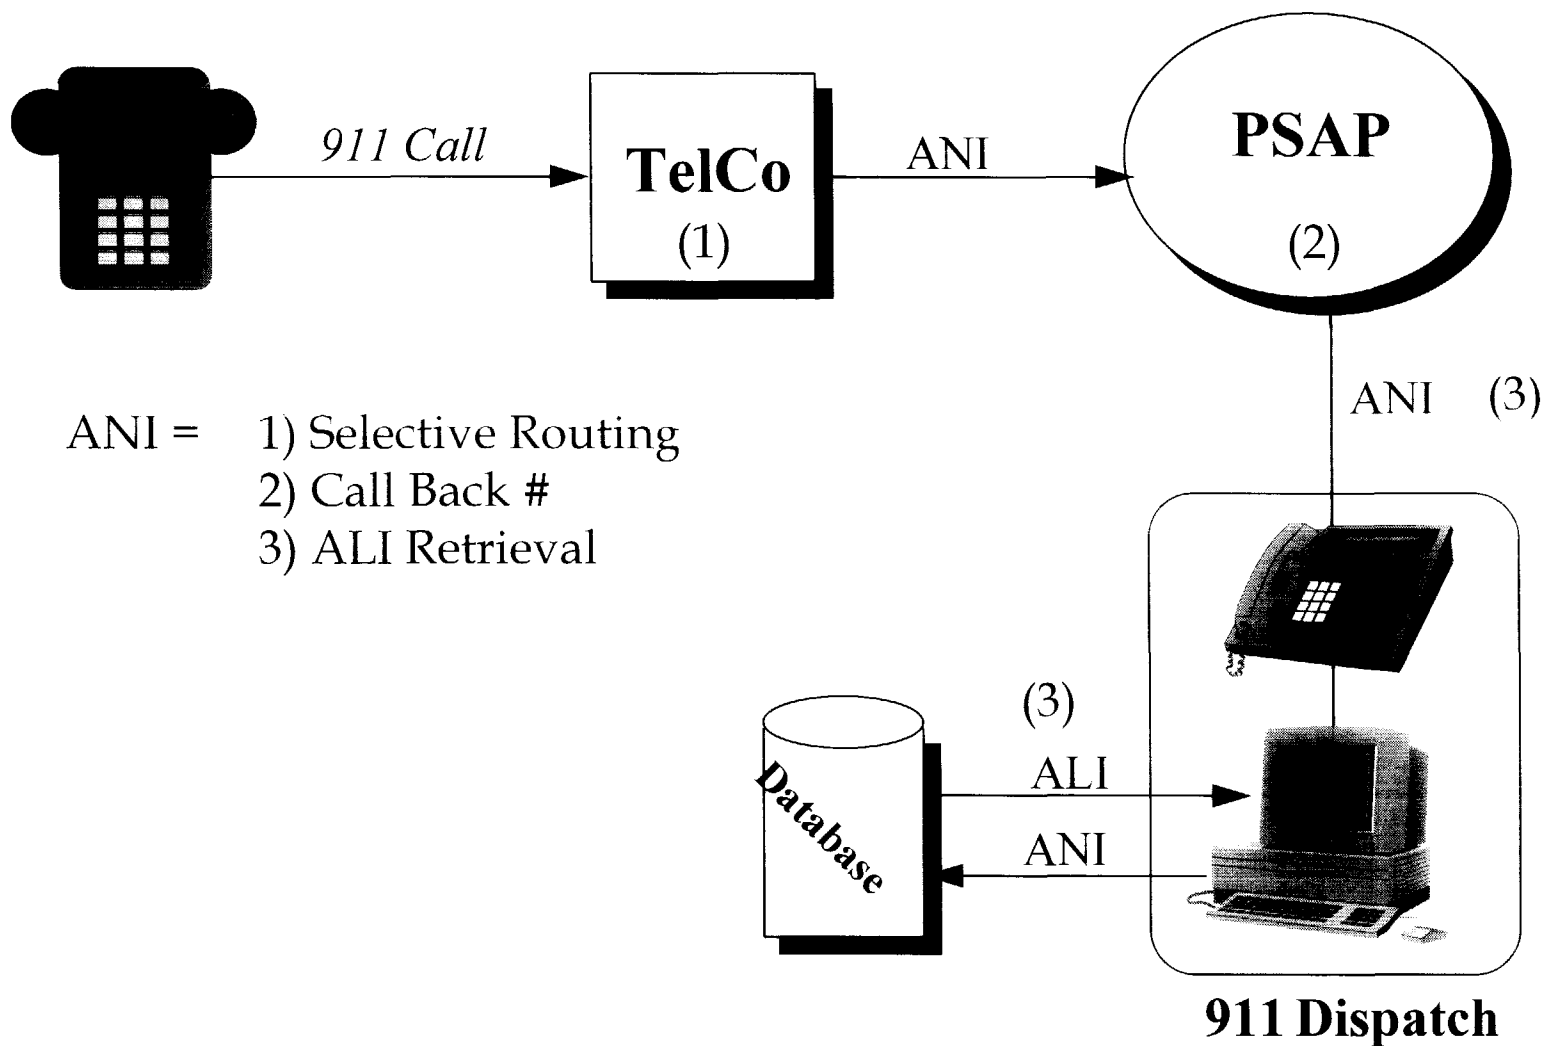 911 Call
TelCo
(1)
ANI
PSAP
(2)
ANI (3)
ANI = 1) Selective Routing
2) Call Back #
3) ALI Retrieval
(3)
ALI
ANI
Database
911 Dispatch